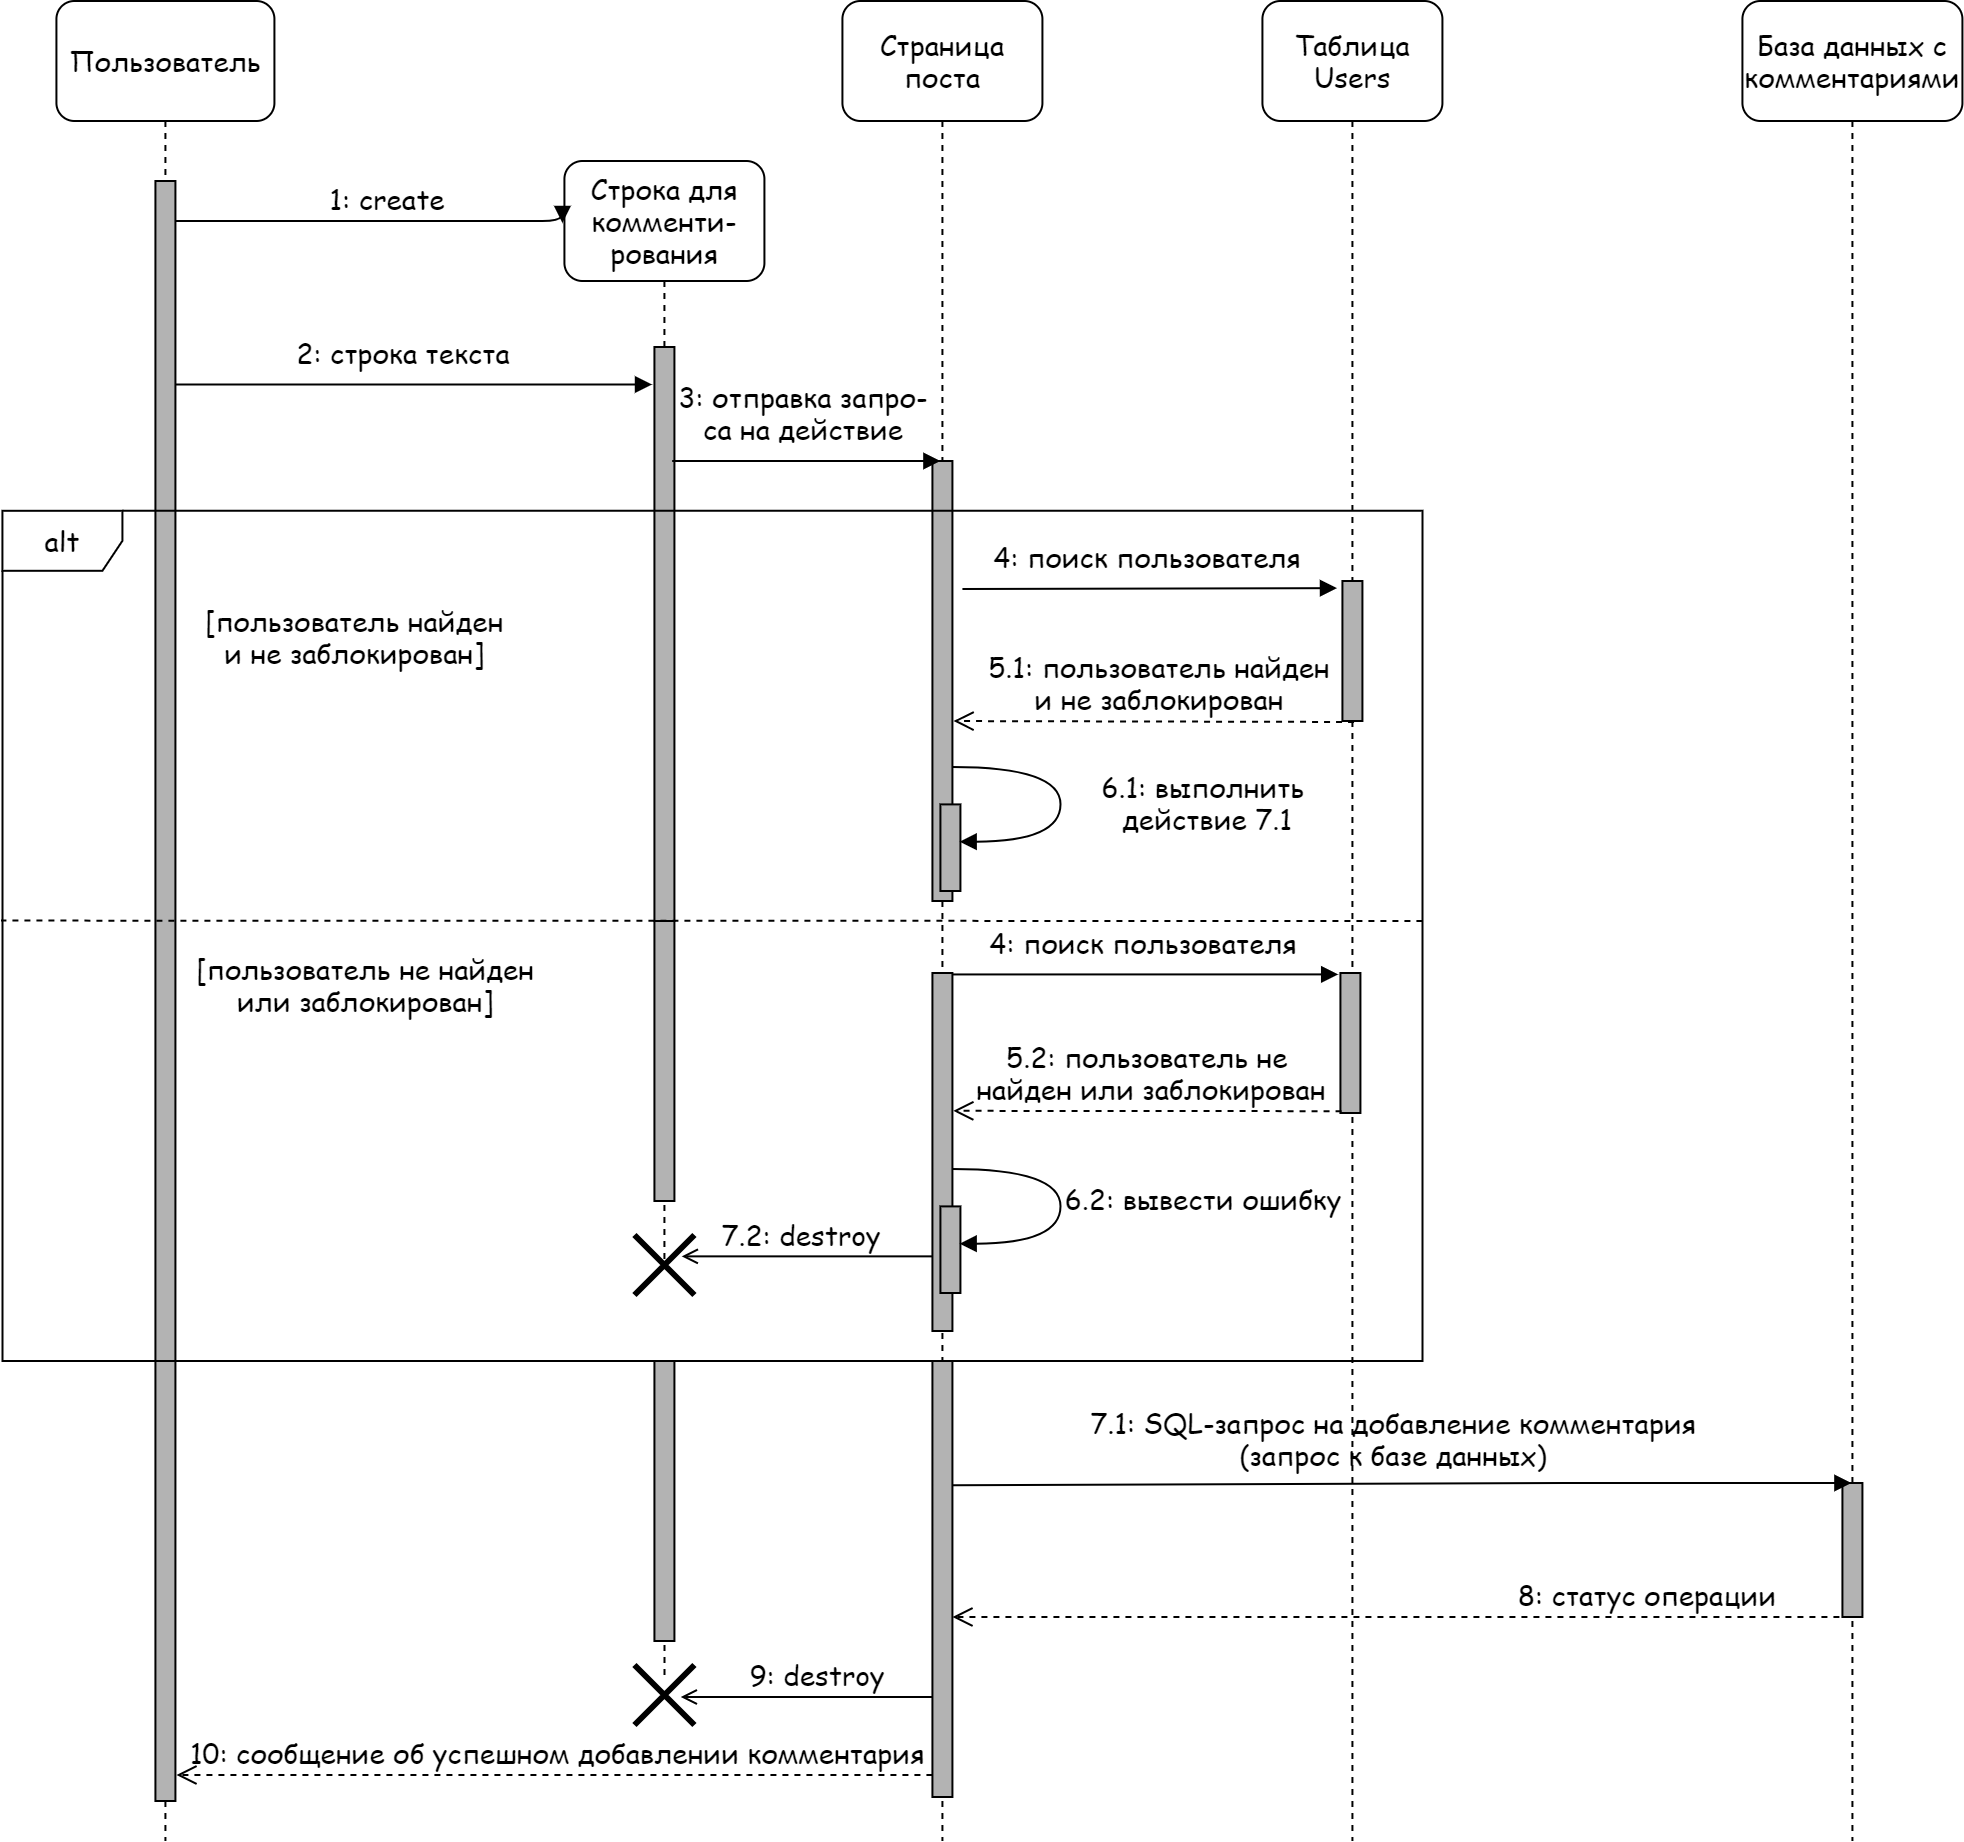 Пользователь
Страница
поста
Таблица
Users
База данных с
комментариями
1: create
Строка для
комменти-
рования
2: строка текста
3: отправка запро-
са на действие
alt
4: поиск пользователя
[пользователь найден
и не заблокирован]
5.1: пользователь найден
и не заблокирован
6.1: выполнить
действие 7.1
4: поиск пользователя
[пользователь не найден
или заблокирован]
5.2: пользователь не
найден или заблокирован
6.2: вывести ошибку
7.2: destroy
7.1: SQL-запрос на добавление комментария
(запрос к базе данных)
8: статус операции
9: destroy
10: сообщение об успешном добавлении комментария